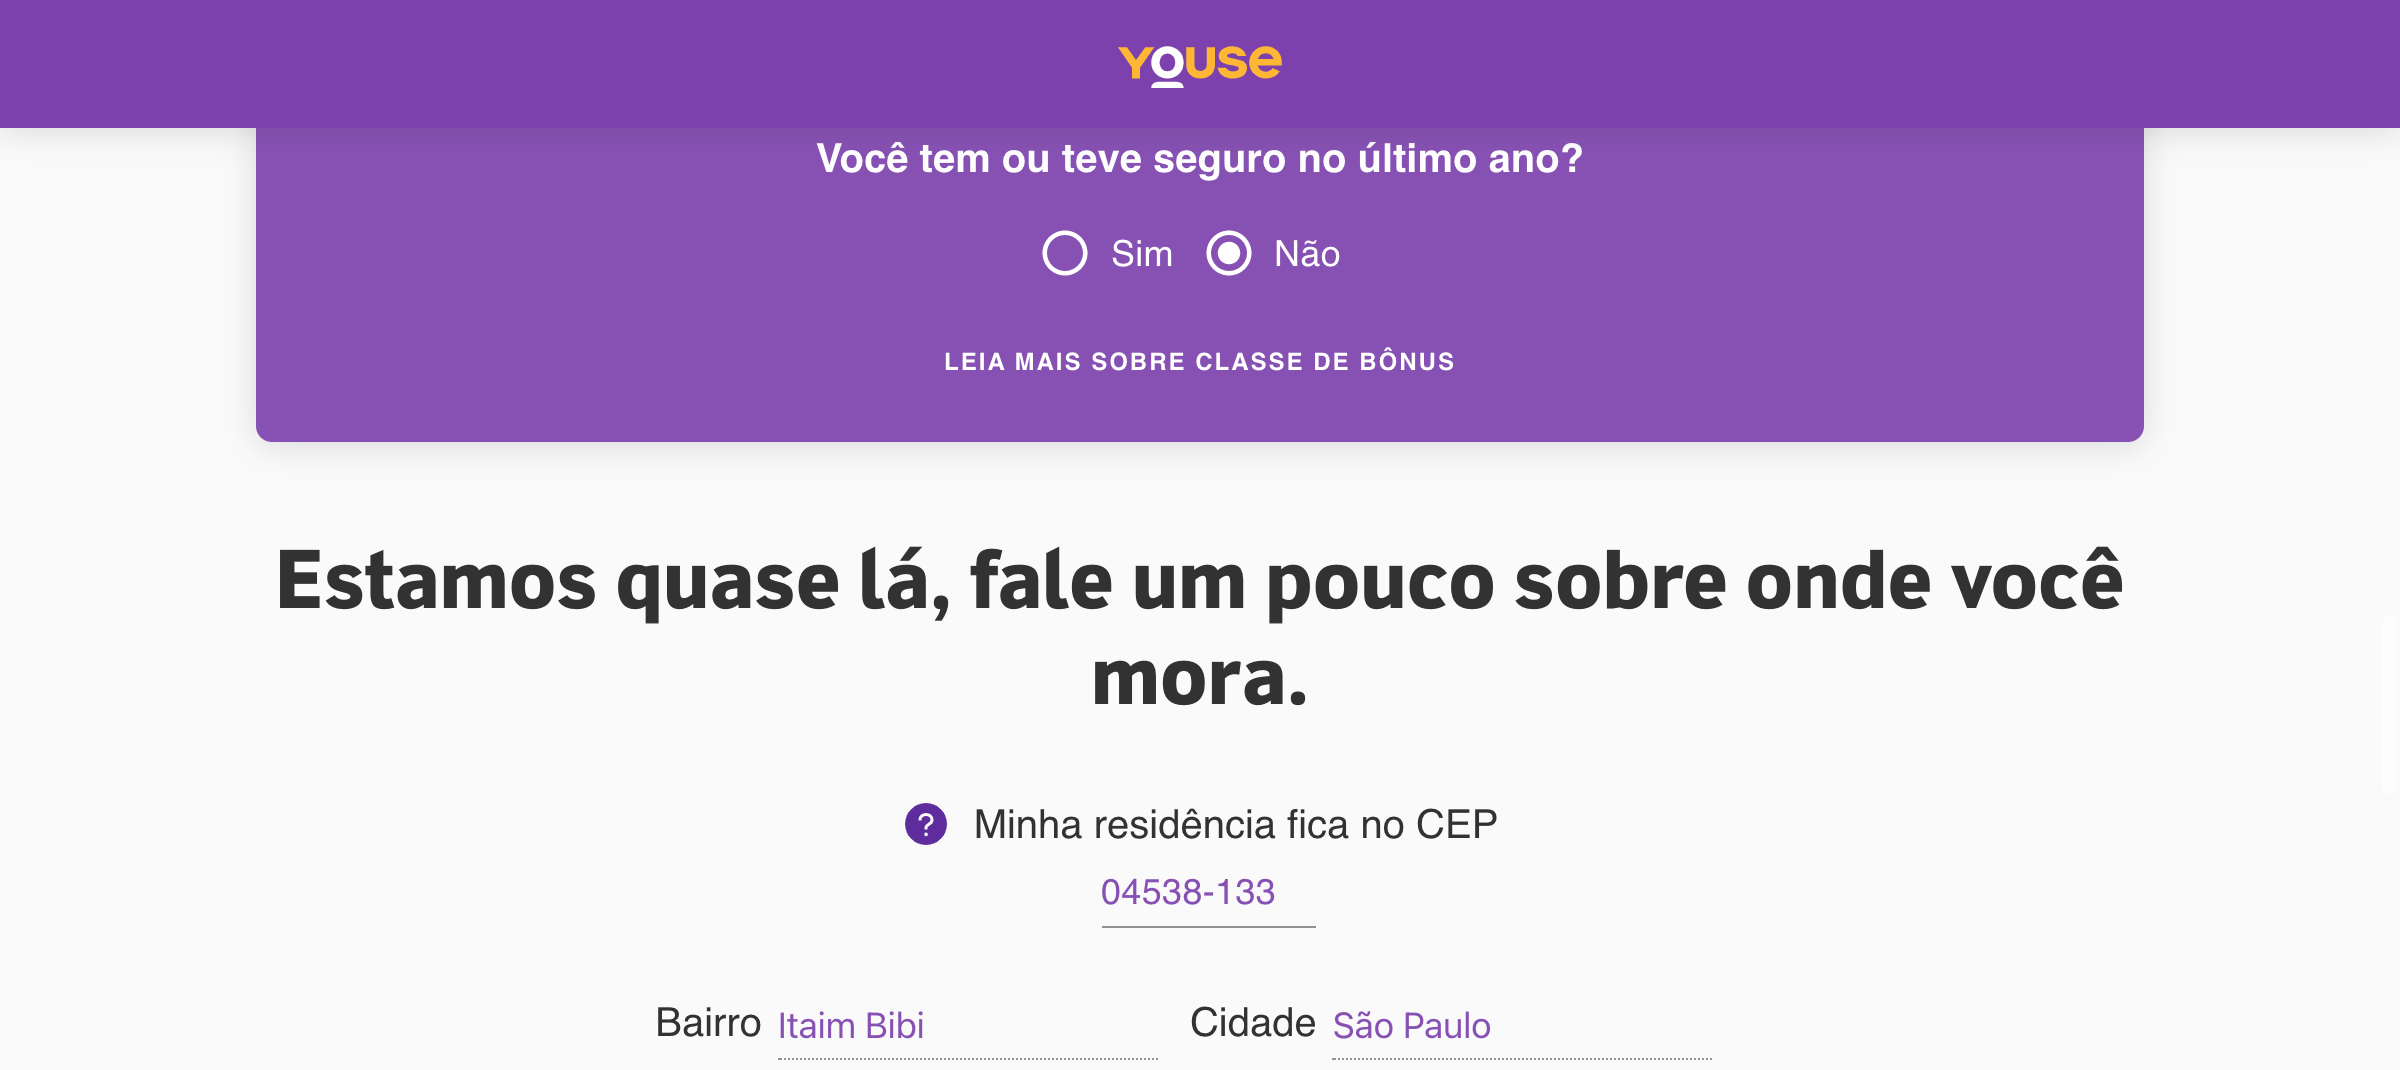 youse
Você tem ou teve seguro no último ano?
Sim Não
LEIA MAIS SOBRE CLASSE DE BÔNUS
Estamos quase lá, fale um pouco sobre onde você
mora.
? Minha residência fica no CEP
04538-133
Bairro Itaim Bibi Cidade São Paulo